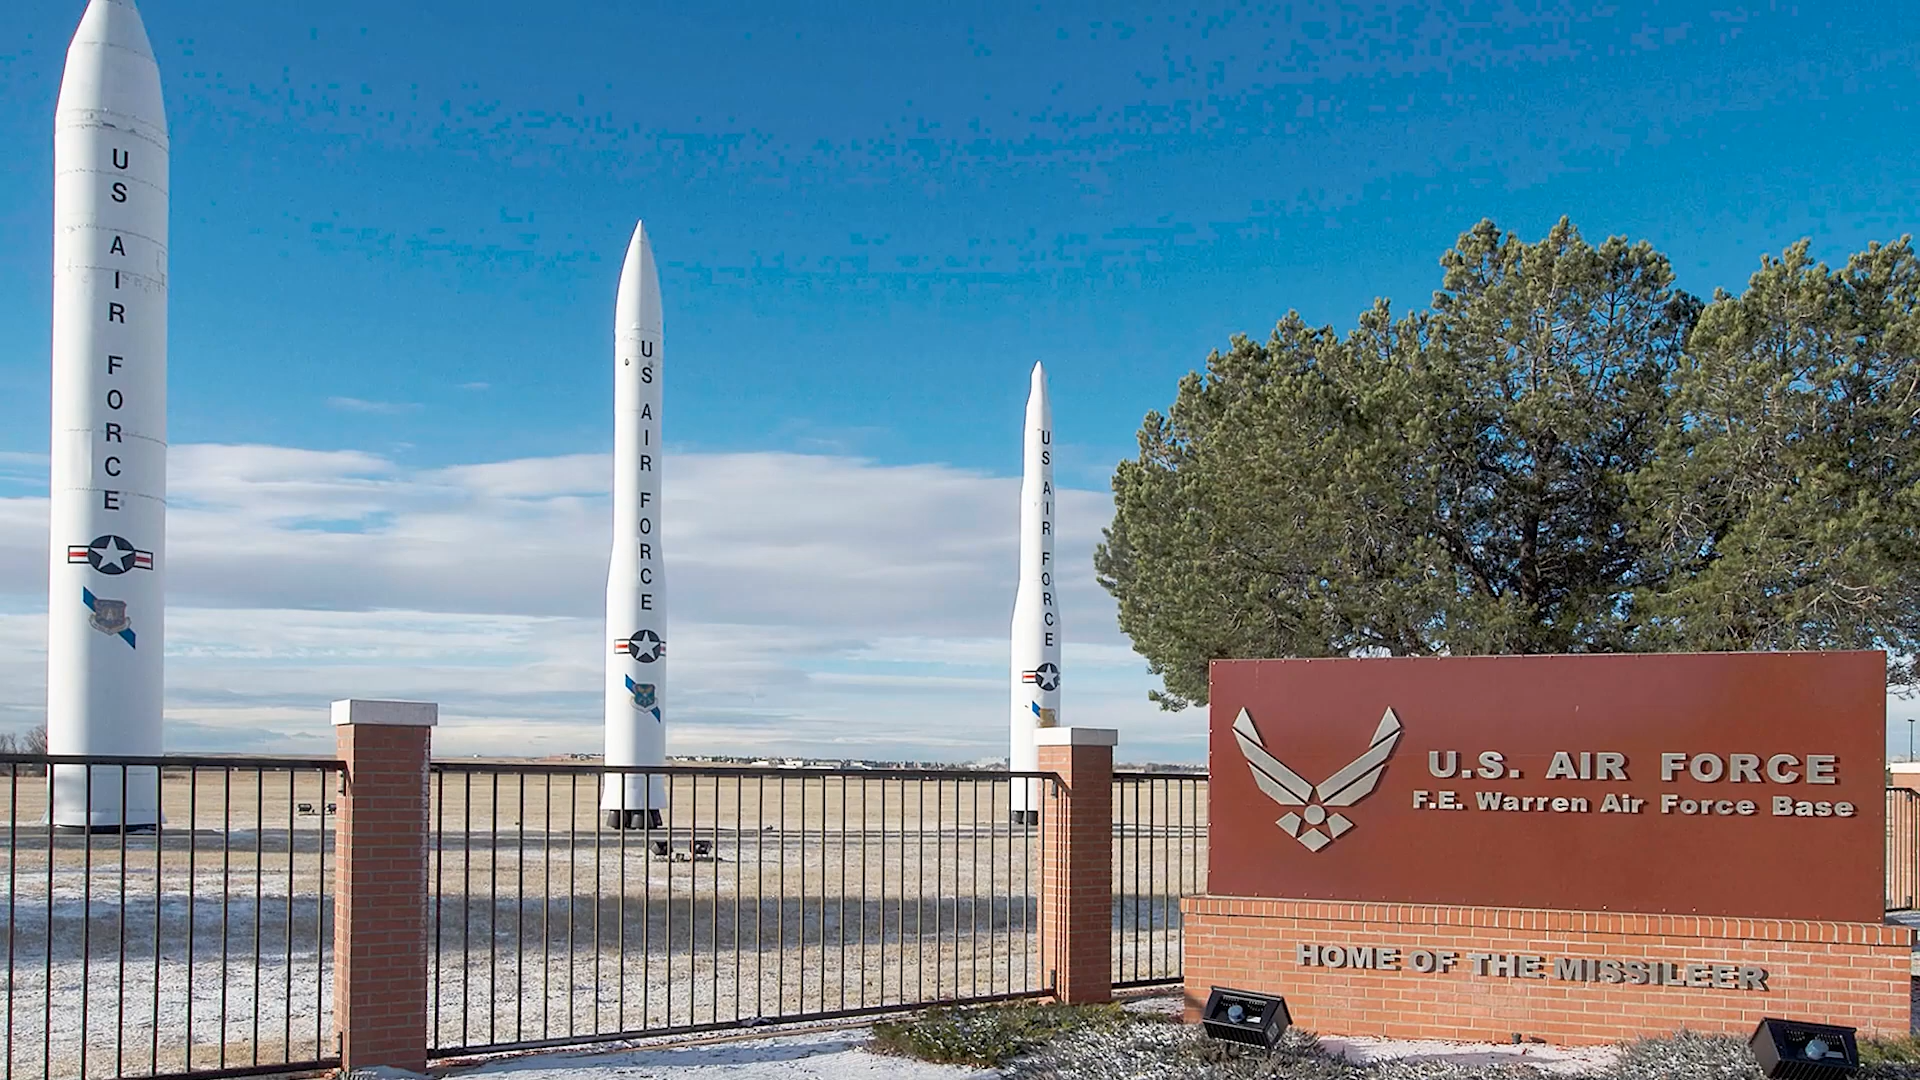 US AIR FORCE
US AIR FORCE
US AIR FORCE
U.S. AIR FORCE
F.E. Warren Air Force Base
HOME OF THE MISSILEER